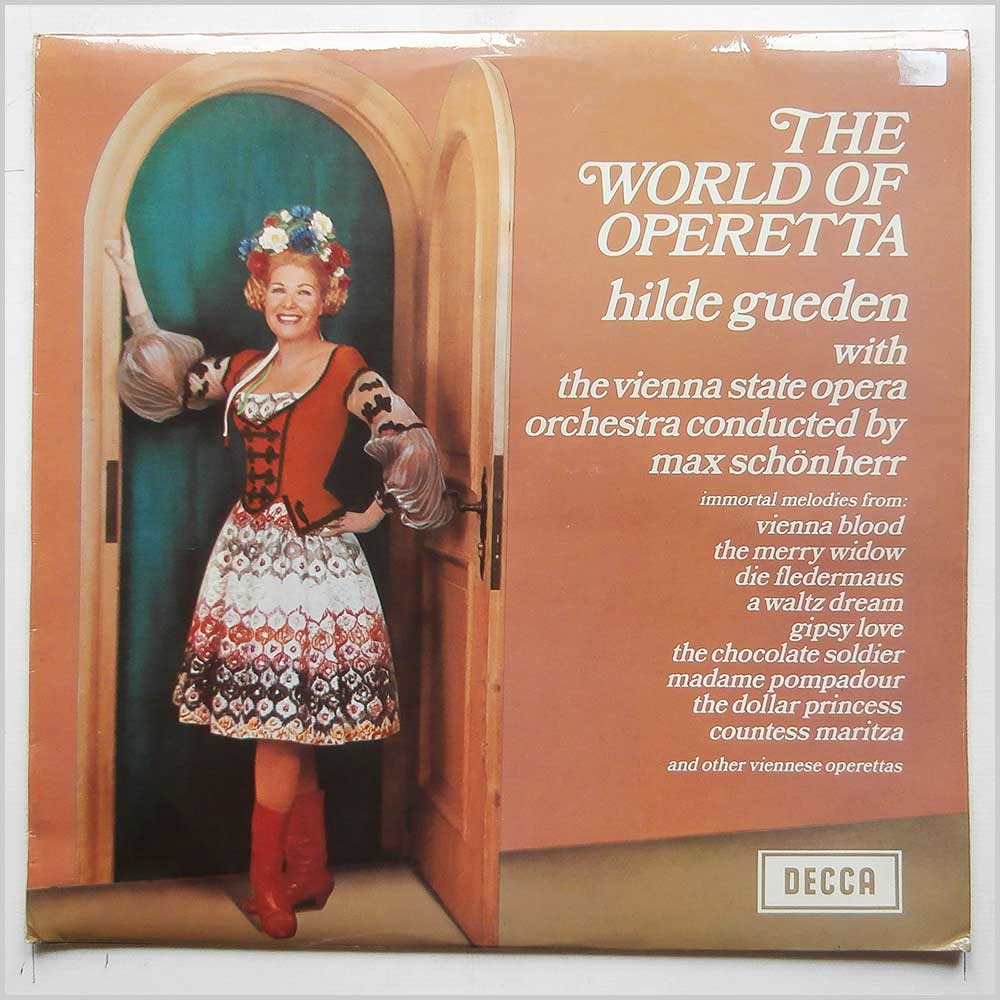 THE
WORLD OF
OPERETTA
hilde gueden
with
the vienna state opera
orchestra conducted by
max schönherr
immortal melodies from:
vienna blood
the merry widow
die fledermaus
a waltz dream
gipsy love
the chocolate soldier
madame pompadour
the dollar princess
countess maritza
and other viennese operettas
DECCA